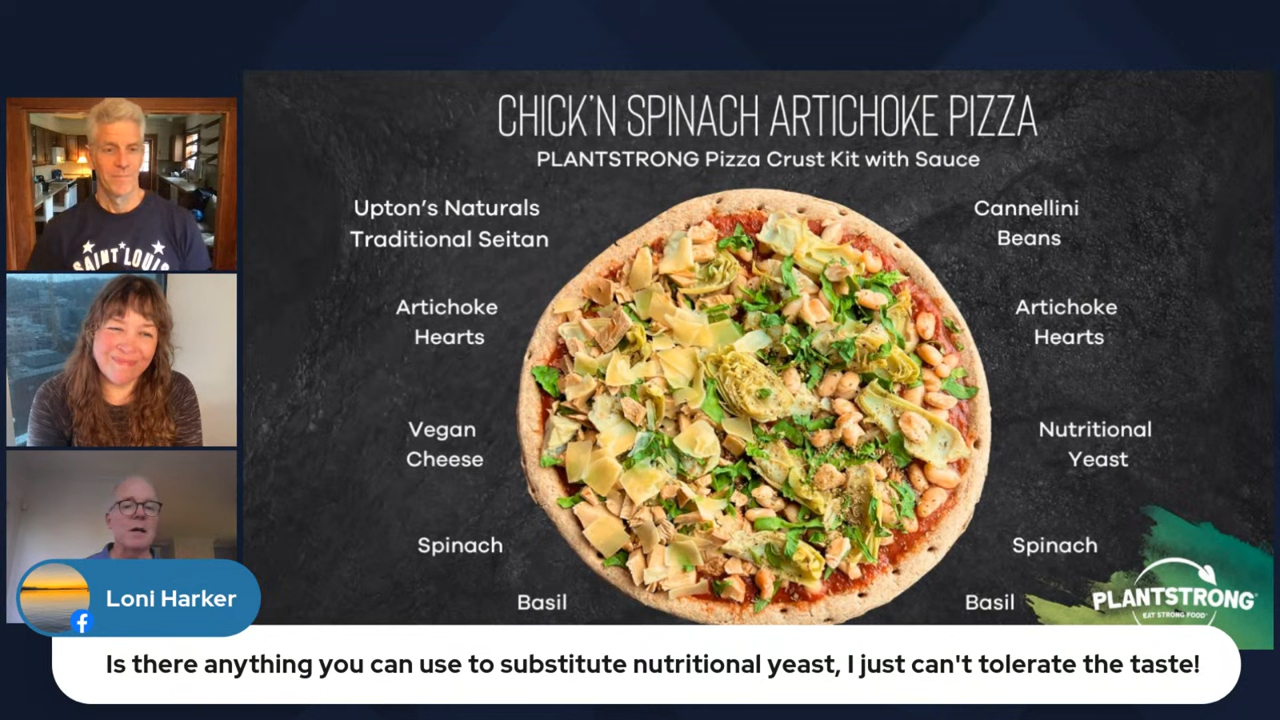 CHICK'N SPINACH ARTICHOKE PIZZA
PLANTSTRONG Pizza Crust Kit with Sauce
Upton's Naturals
Traditional Seitan
Artichoke
Hearts
Vegan
Cheese
Spinach
Basil
Cannellini
Beans
Artichoke
Hearts
Nutritional
Yeast
Spinach
Basil
PLANTSTRONG®
EAT STRONG FOOD™
SAINT LOUIS
Loni Harker
Is there anything you can use to substitute nutritional yeast, I just can't tolerate the taste!